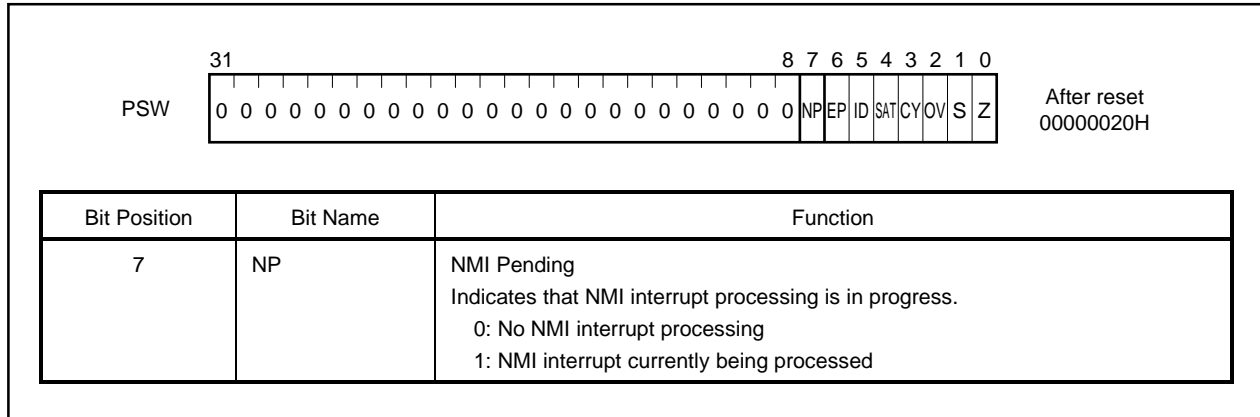 31 8 7 6 5 4 3 2 1 0
PSW 0 0 0 0 0 0 0 0 0 0 0 0 0 0 0 0 0 0 0 0 0 0 0 0 NP EP ID SAT CY OV S Z After reset
00000020H
Bit Position Bit Name Function
7 NP NMI Pending
Indicates that NMI interrupt processing is in progress.
0: No NMI interrupt processing
1: NMI interrupt currently being processed